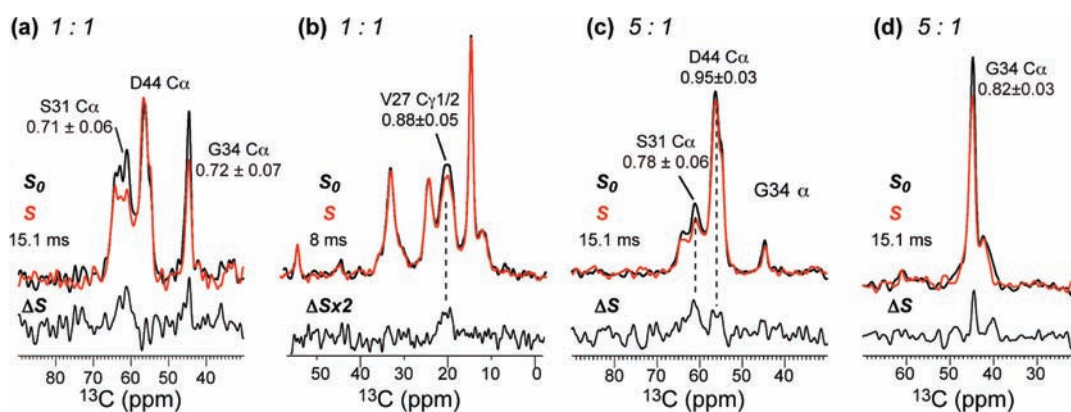 (a) 1 : 1
D44 Cα
S31 Cα
0.71 ± 0.06
G34 Cα
0.72 ± 0.07
S0
S
15.1 ms
ΔS
80 60 40
13C (ppm)
(b) 1 : 1
V27 Cγ1/2
0.88±0.05
S0
S
8 ms
ΔSx2
50 40 30 20 10 0
13C (ppm)
(c) 5 : 1
D44 Cα
0.95±0.03
S31 Cα
0.78 ± 0.06
G34 α
S0
S
15.1 ms
ΔS
80 70 60 50 40
13C (ppm)
(d) 5 : 1
G34 Cα
0.82±0.03
S0
S
15.1 ms
ΔS
60 40 30
13C (ppm)